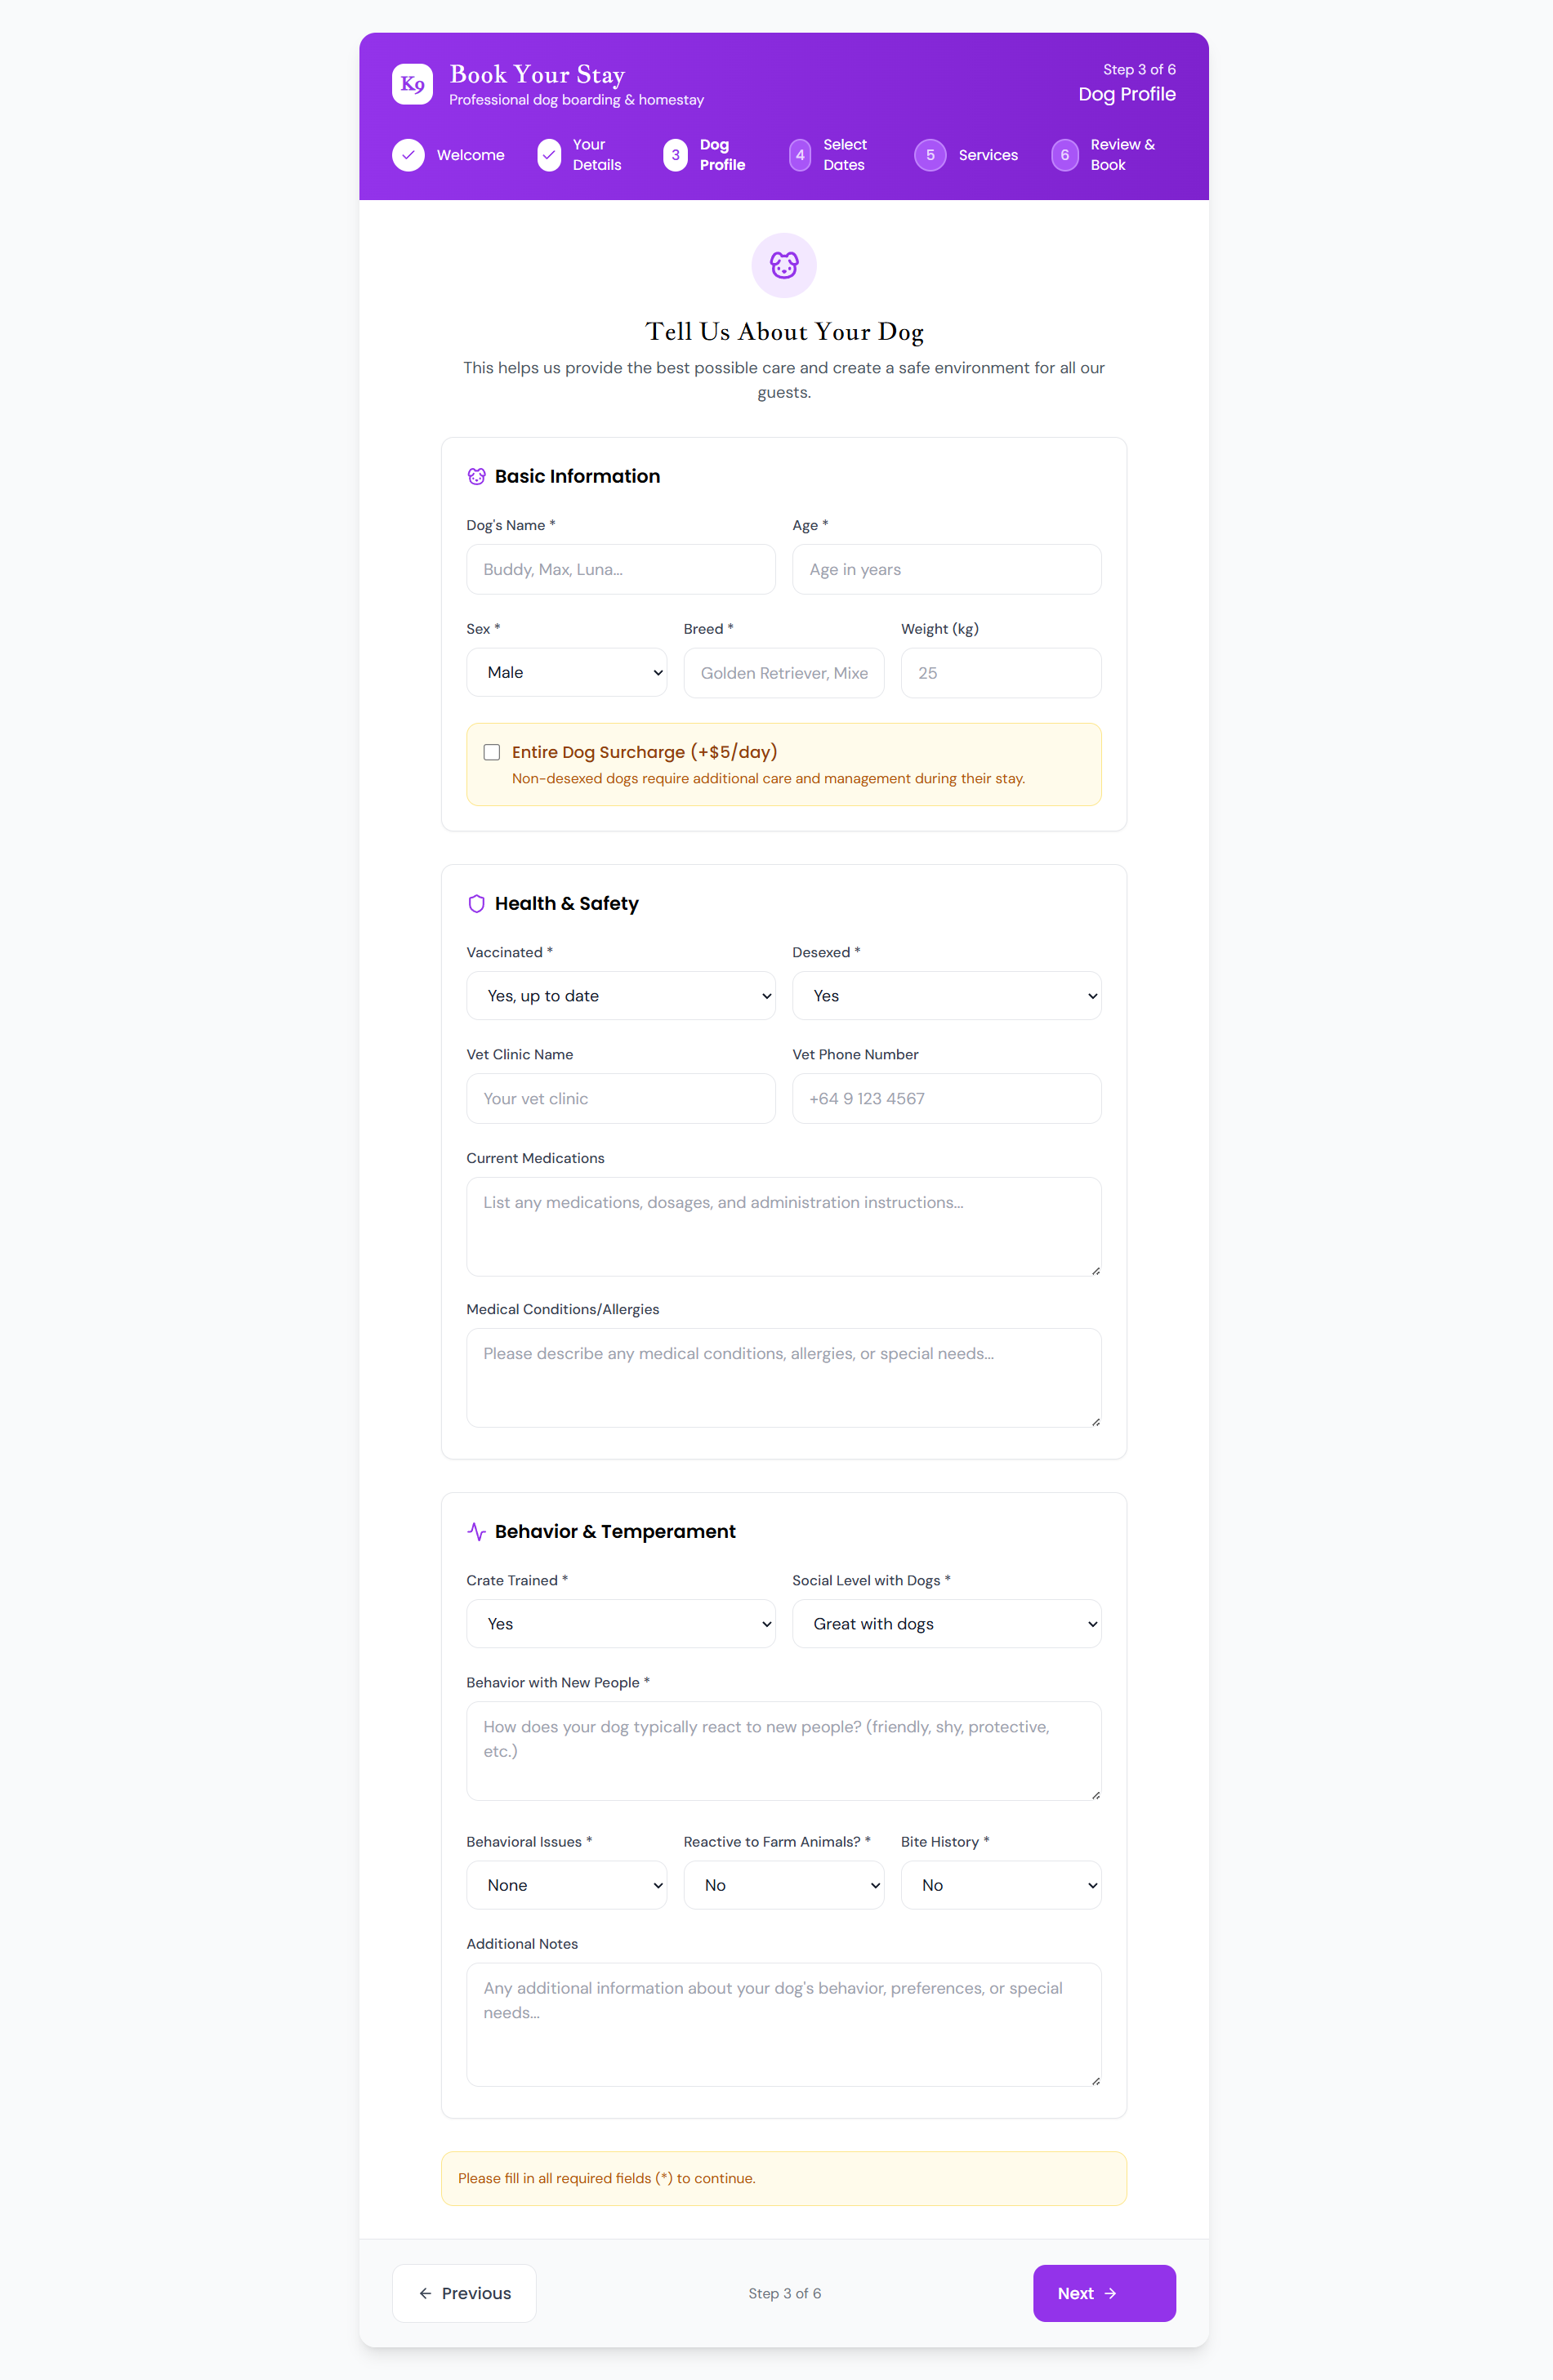 K9
Book Your Stay
Professional dog boarding & homestay
Step 3 of 6
Dog Profile
Welcome
Your
Details
3
Dog
Profile
4
Select
Dates
5
Services
6
Review &
Book
Tell Us About Your Dog
This helps us provide the best possible care and create a safe environment for all our
guests.
Basic Information
Dog's Name *
Age *
Buddy, Max, Luna...
Age in years
Sex *
Breed *
Weight (kg)
Male
Golden Retriever, Mixe
25
Entire Dog Surcharge (+$5/day)
Non-desexed dogs require additional care and management during their stay.
Health & Safety
Vaccinated *
Desexed *
Yes, up to date
Yes
Vet Clinic Name
Vet Phone Number
Your vet clinic
+64 9 123 4567
Current Medications
List any medications, dosages, and administration instructions...
Medical Conditions/Allergies
Please describe any medical conditions, allergies, or special needs...
Behavior & Temperament
Crate Trained *
Social Level with Dogs *
Yes
Great with dogs
Behavior with New People *
How does your dog typically react to new people? (friendly, shy, protective,
etc.)
Behavioral Issues *
Reactive to Farm Animals? *
Bite History *
None
No
No
Additional Notes
Any additional information about your dog's behavior, preferences, or special
needs...
Please fill in all required fields (*) to continue.
Previous
Step 3 of 6
Next